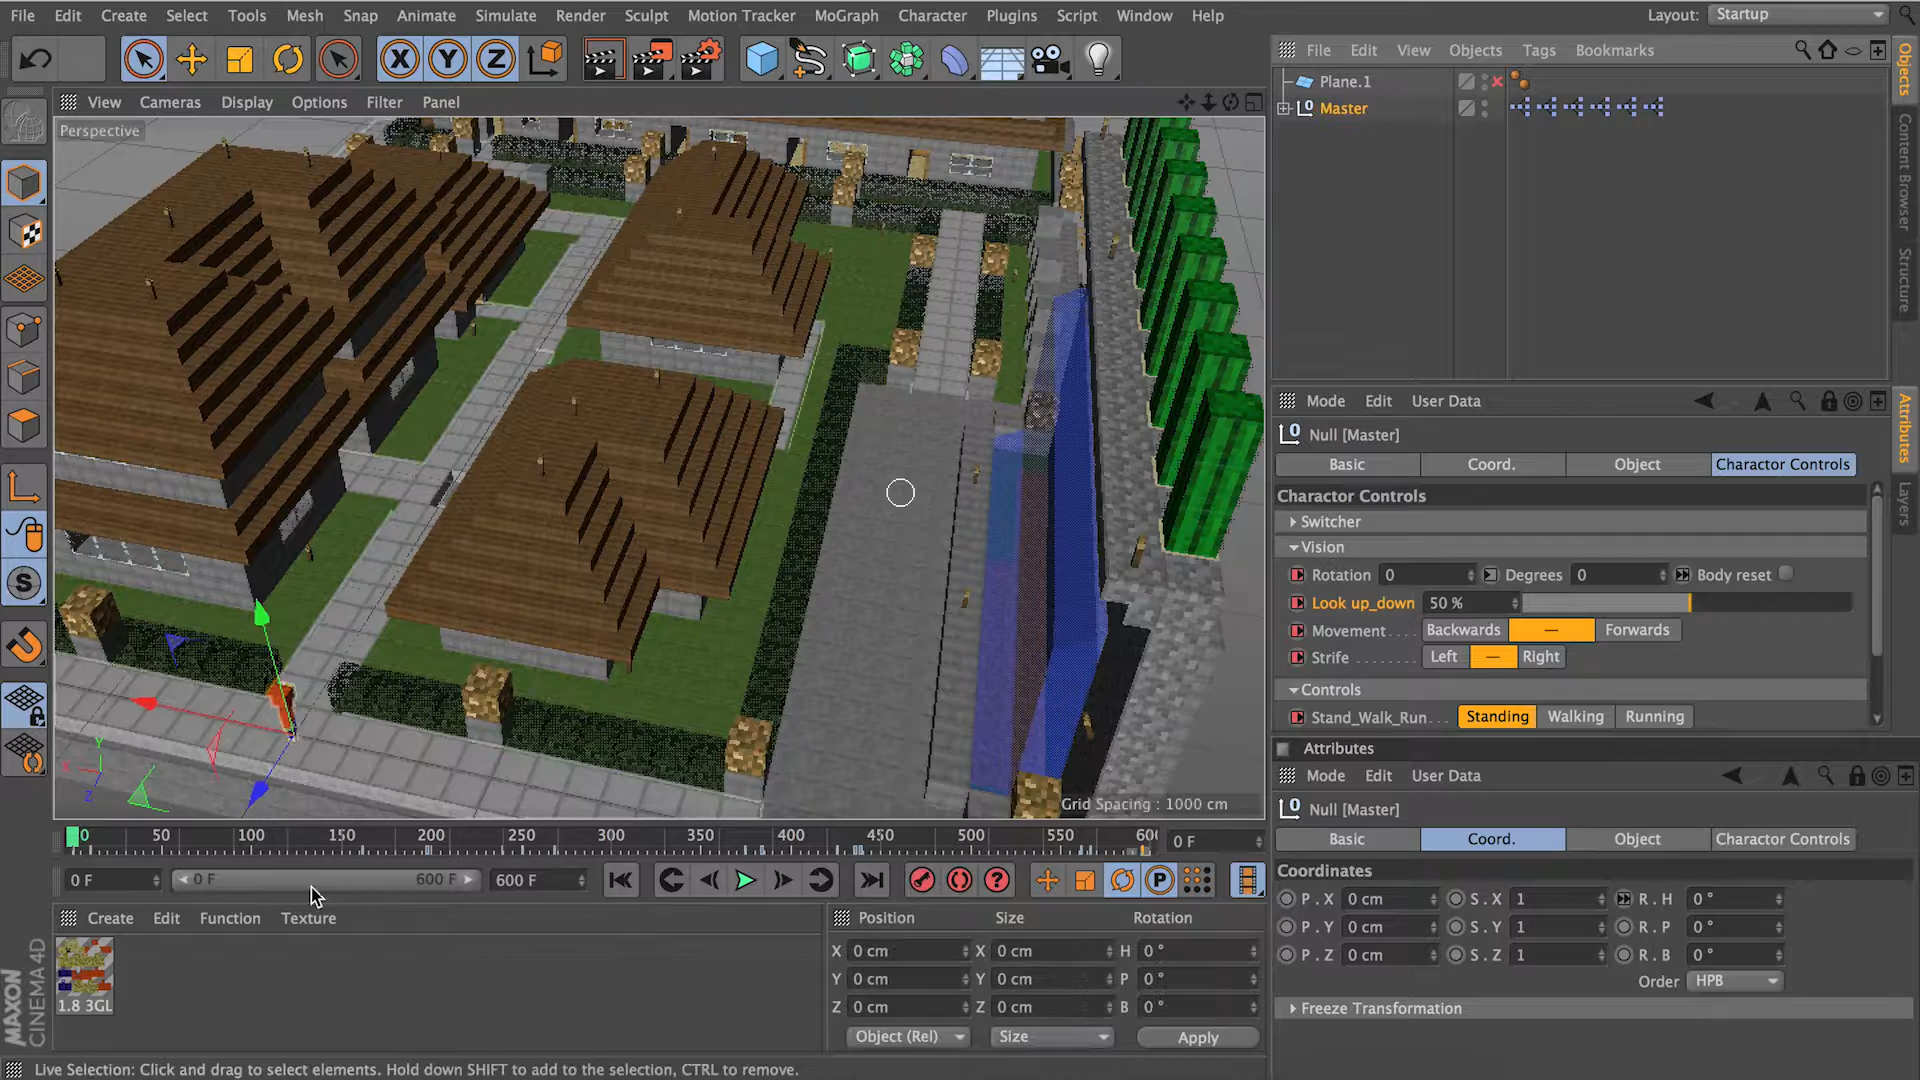 File Edit Create Select Tools Mesh Snap Animate Simulate Render Sculpt Motion Tracker MoGraph Character Plugins Script Window Help
Layout: Startup
X Y Z
File Edit View Objects Tags Bookmarks
Plane.1
Master
View Cameras Display Options Filter Panel
Perspective
Grid Spacing : 1000 cm
Objects
Content Browser
Structure
Attributes
Layers
Mode Edit User Data
Null [Master]
Basic Coord. Object Charactor Controls
Charactor Controls
Switcher
Vision
Rotation 0 Degrees 0 Body reset
Look up_down 50 %
Movement . . . . Backwards — Forwards
Strife . . . . . . . . Left — Right
Controls
Stand_Walk_Run. . . Standing Walking Running
Attributes
Mode Edit User Data
Null [Master]
Basic Coord. Object Charactor Controls
Coordinates
P . X 0 cm S . X 1 R . H 0 °
P . Y 0 cm S . Y 1 R . P 0 °
P . Z 0 cm S . Z 1 R . B 0 °
Order HPB
Freeze Transformation
0 50 100 150 200 250 300 350 400 450 500 550 600 0 F
0 F 0 F 600 F 600 F
Create Edit Function Texture
1.8 3GL
MAXON
CINEMA 4D
Position Size Rotation
X 0 cm X 0 cm H 0 °
Y 0 cm Y 0 cm P 0 °
Z 0 cm Z 0 cm B 0 °
Object (Rel) Size Apply
Live Selection: Click and drag to select elements. Hold down SHIFT to add to the selection, CTRL to remove.